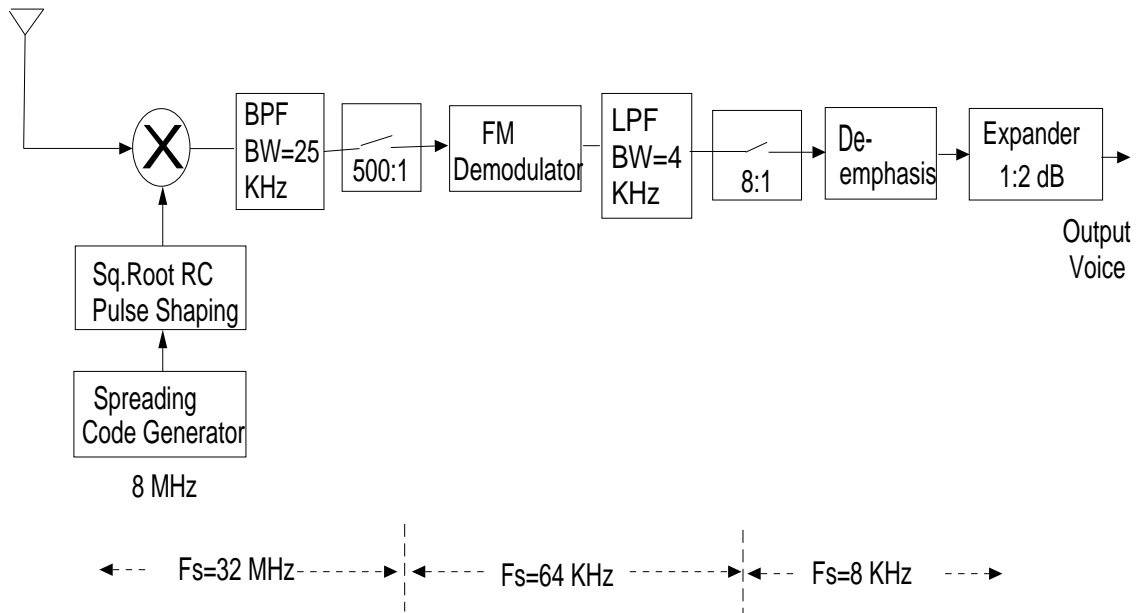 X
BPF
BW=25
KHz
500:1
FM
Demodulator
LPF
BW=4
KHz
8:1
De-
emphasis
Expander
1:2 dB
Output
Voice
Sq.Root RC
Pulse Shaping
Spreading
Code Generator
8 MHz
Fs=32 MHz
Fs=64 KHz
Fs=8 KHz